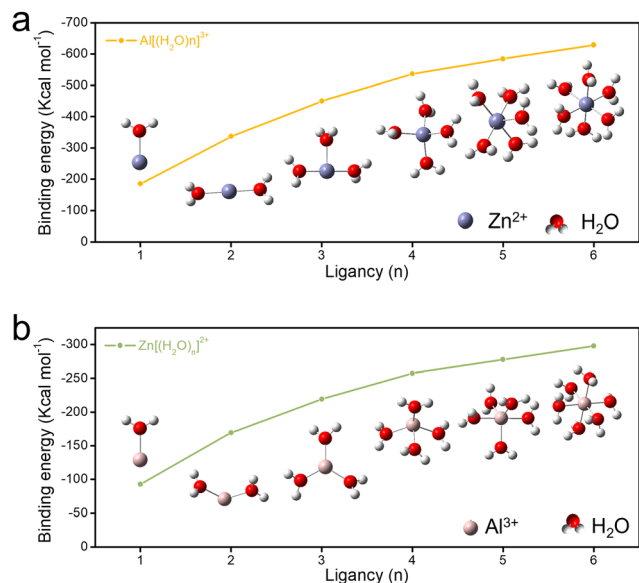 a
Al[(H₂O)n]³⁺
Binding energy (Kcal mol⁻¹)
-700
-600
-500
-400
-300
-200
-100
0
1 2 3 4 5 6
Ligancy (n)
Zn²⁺ H₂O
b
Zn[(H₂O)ₙ]²⁺
Binding energy (Kcal mol⁻¹)
-300
-250
-200
-150
-100
-50
0
1 2 3 4 5 6
Ligancy (n)
Al³⁺ H₂O